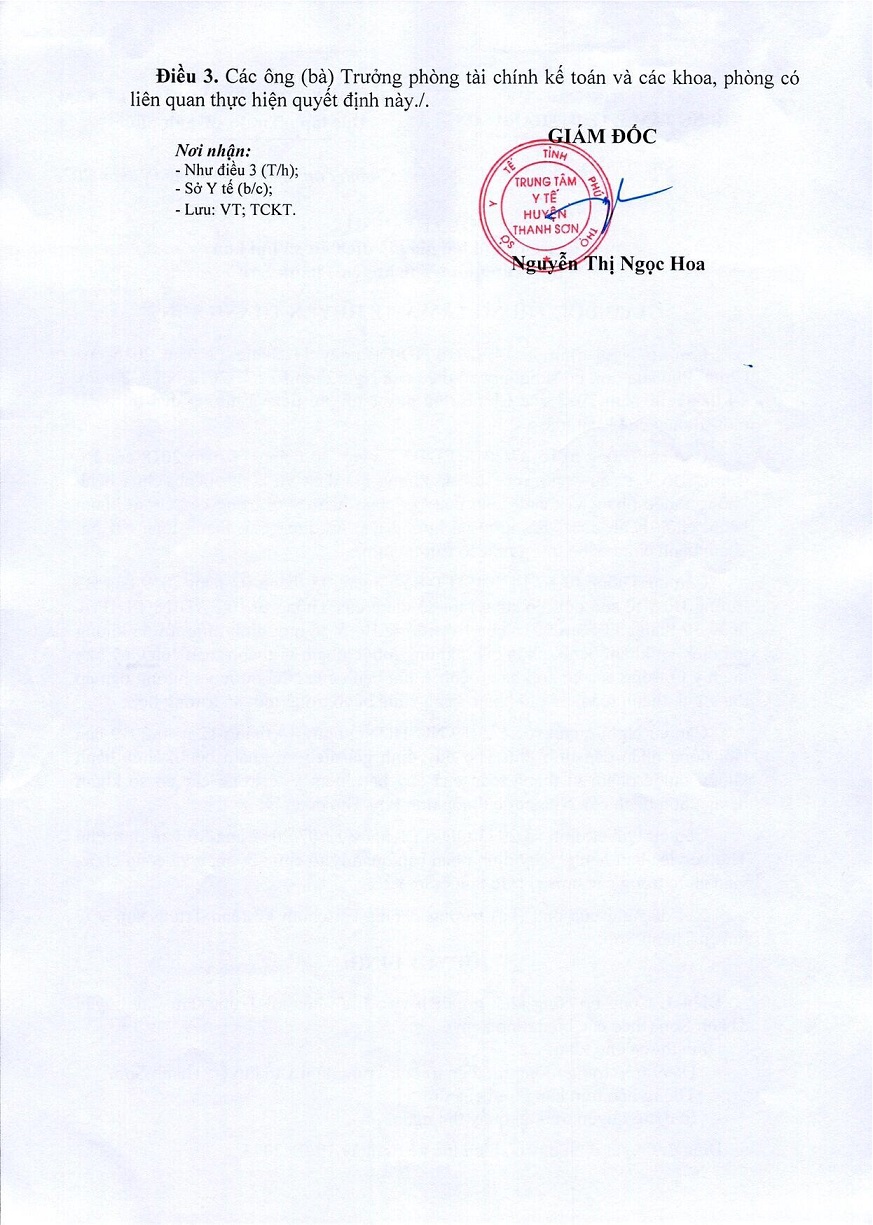 Điều 3. Các ông (bà) Trưởng phòng tài chính kế toán và các khoa, phòng có
liên quan thực hiện quyết định này./.
Nơi nhận:
- Như điều 3 (T/h);
- Sở Y tế (b/c);
- Lưu: VT; TCKT.
GIÁM ĐỐC
SỞ Y TẾ TỈNH PHÚ THỌ
TRUNG TÂM
Y TẾ
HUYỆN
THANH SƠN
Nguyễn Thị Ngọc Hoa